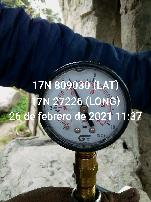 17N 809030 (LAT)
17N 27226 (LONG)
26 de febrero de 2021 11:37